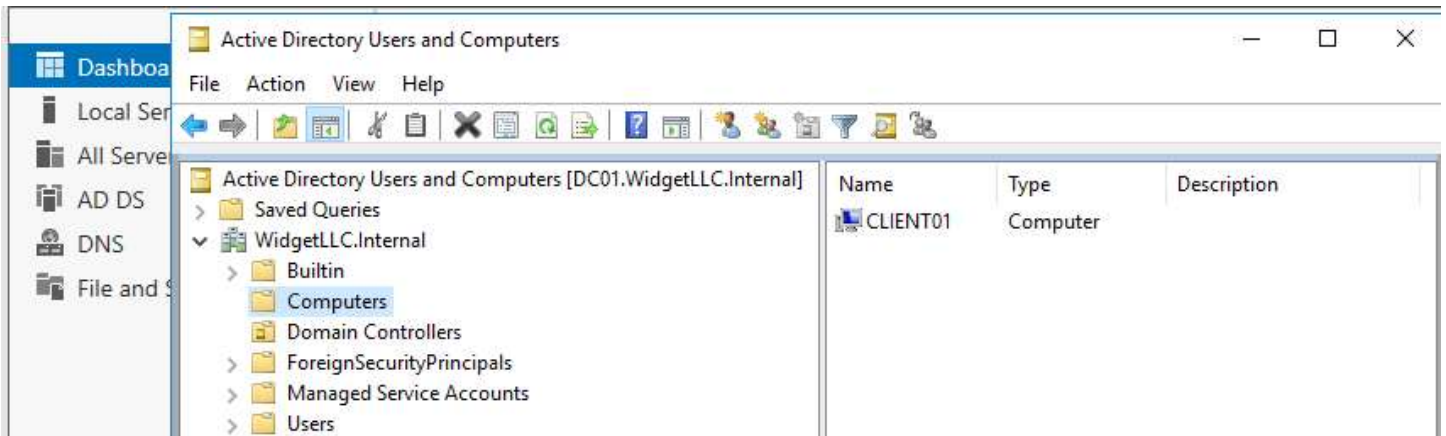 Active Directory Users and Computers
File Action View Help
Dashboa
Local Ser
All Server
AD DS
DNS
File and S
Active Directory Users and Computers [DC01.WidgetLLC.Internal]
Saved Queries
WidgetLLC.Internal
Builtin
Computers
Domain Controllers
ForeignSecurityPrincipals
Managed Service Accounts
Users
Name Type Description
CLIENT01 Computer